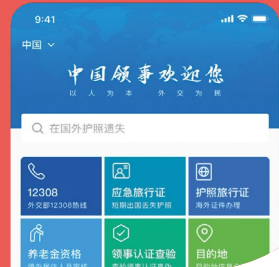 9:41
中国
中国领事欢迎您
以人为本 外交为民
在国外护照遗失
12308
外交部12308热线
应急旅行证
短期出国丢失护照
护照旅行证
海外证件办理
养老金资格
领事认证查验
目的地